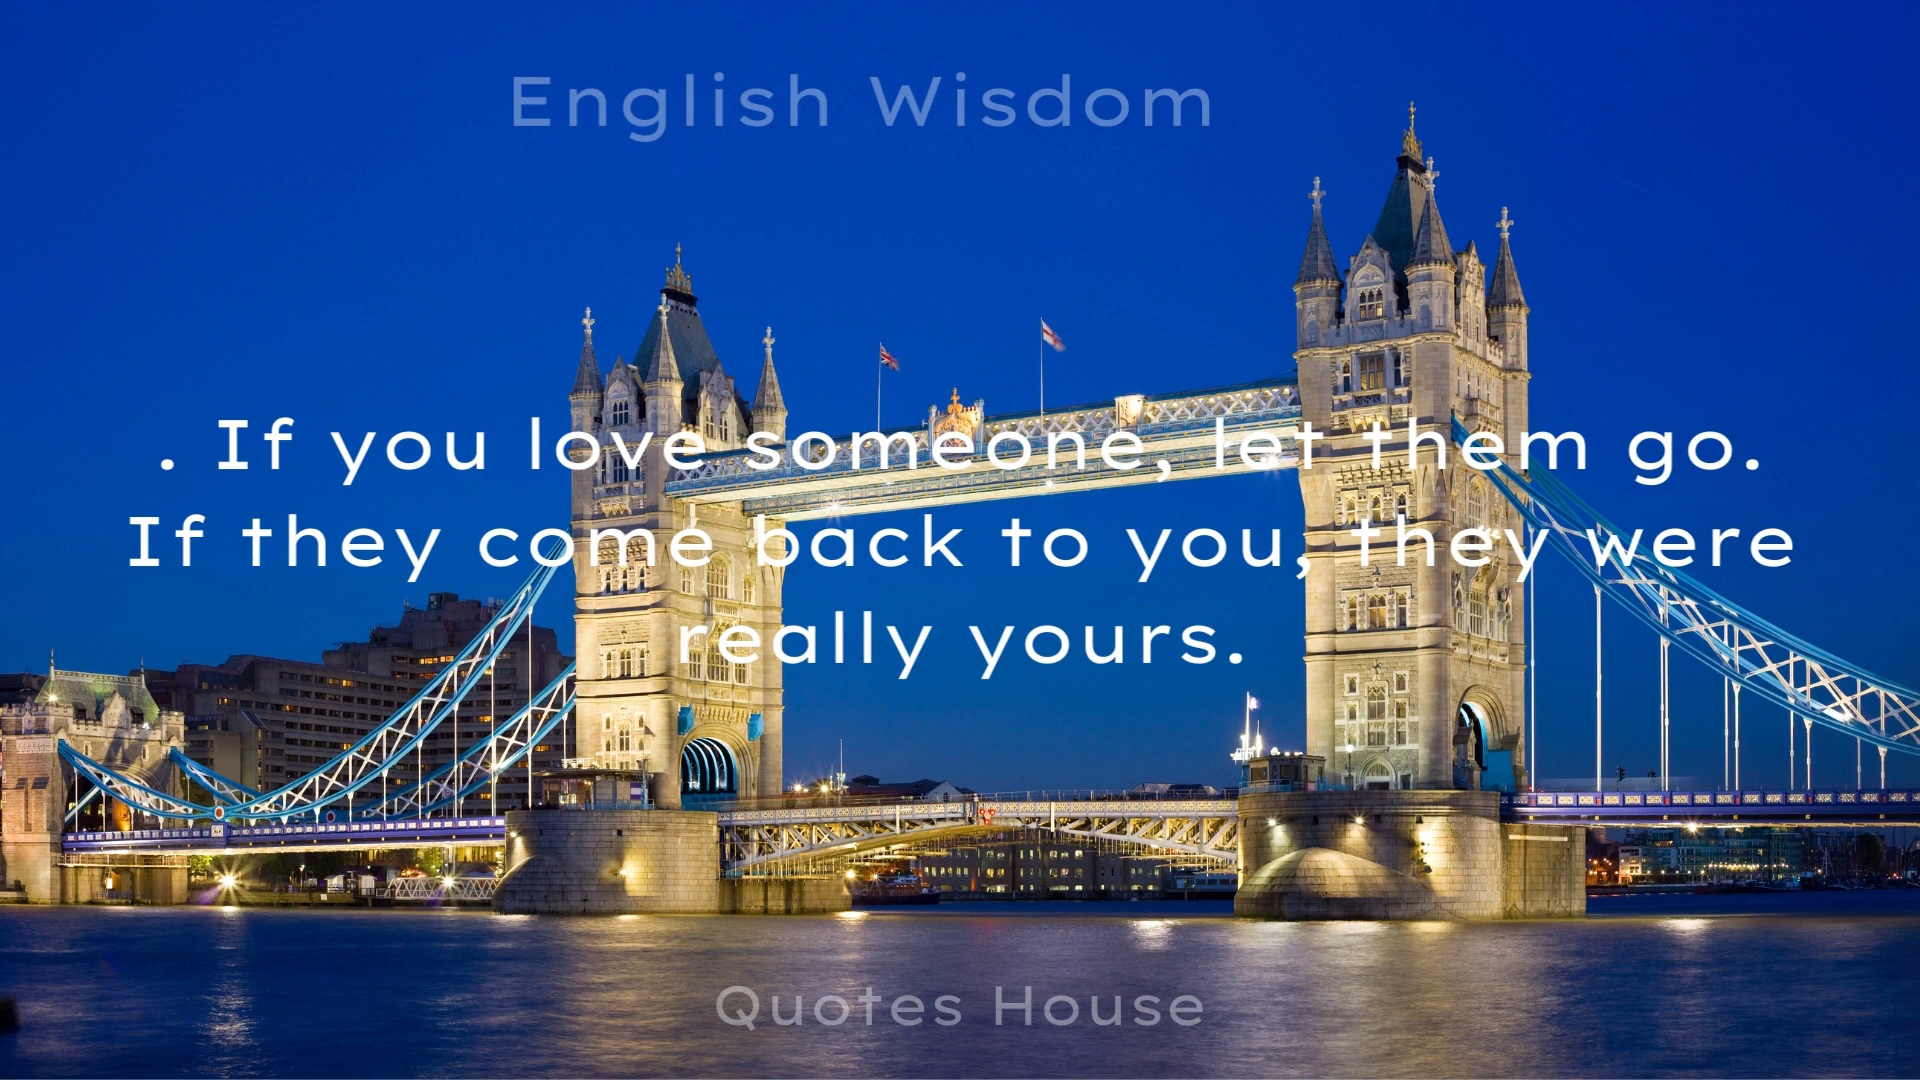 English Wisdom
. If you love someone, let them go.
If they come back to you, they were
really yours.
Quotes House